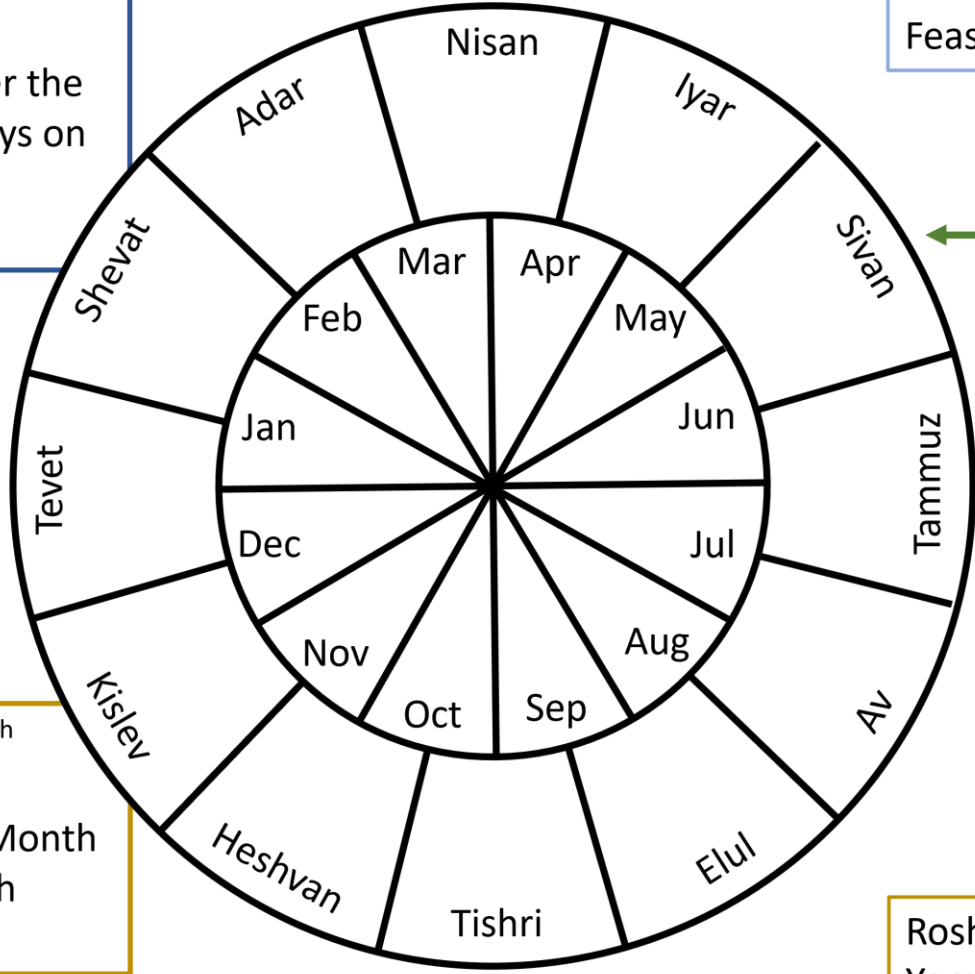 Feas
r the
ys on
Nisan
Iyar
Sivan
Tammuz
Av
Elul
Tishri
Heshvan
Kislev
Tevet
Shevat
Adar
Mar
Apr
May
Jun
Jul
Aug
Sep
Oct
Nov
Dec
Jan
Feb
h
Month
h
Rosh